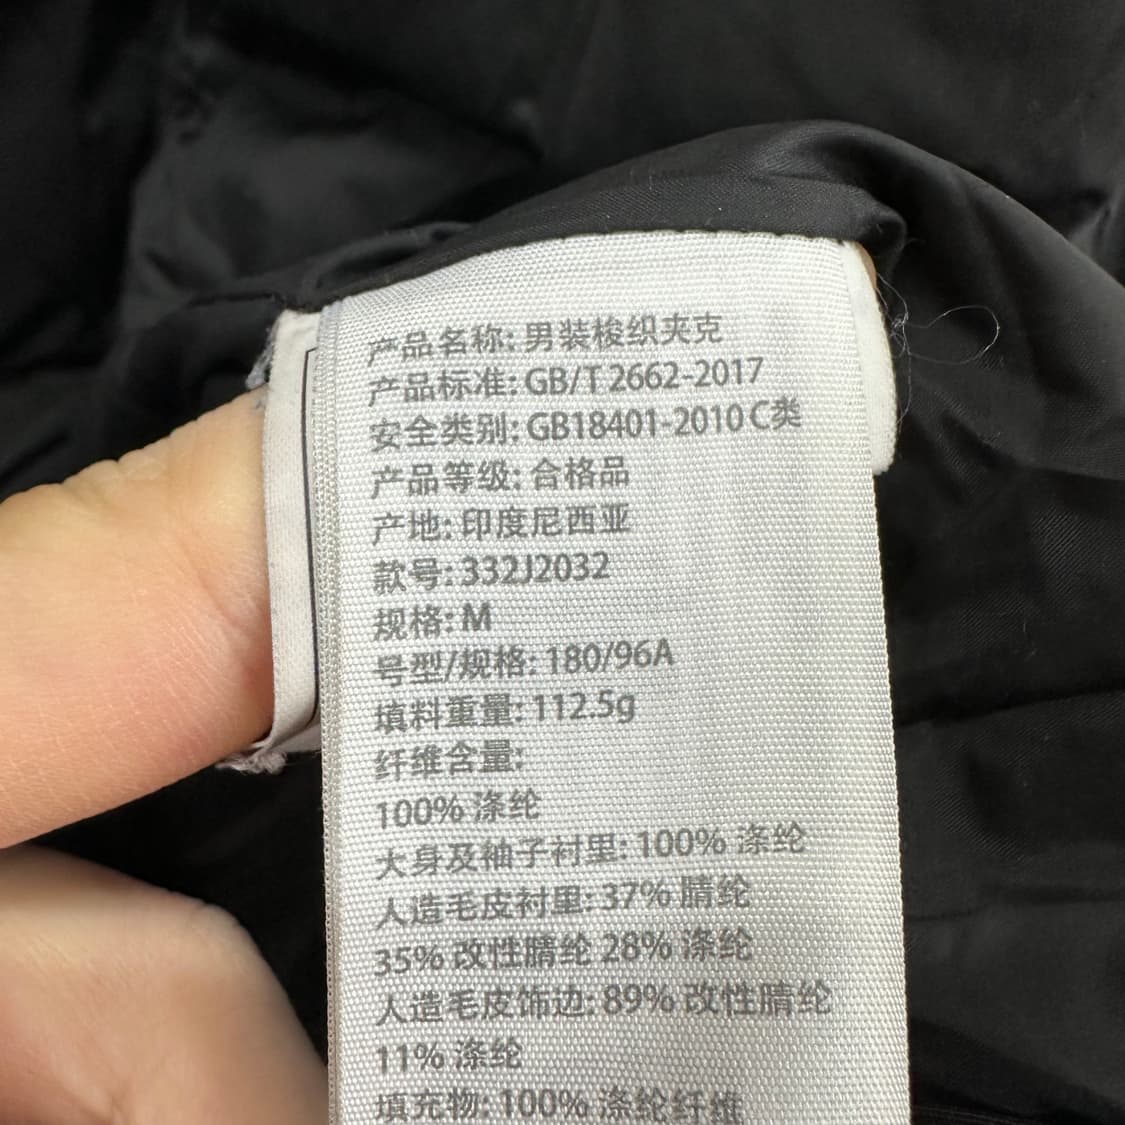 产品名称: 男装梭织夹克
产品标准: GB/T 2662-2017
安全类别: GB18401-2010 C类
产品等级: 合格品
产地: 印度尼西亚
款号: 332J2032
规格: M
号型/规格: 180/96A
填料重量: 112.5g
纤维含量:
100% 涤纶
大身及袖子衬里: 100% 涤纶
人造毛皮衬里: 37% 腈纶
35% 改性腈纶 28% 涤纶
人造毛皮饰边: 89% 改性腈纶
11% 涤纶
填充物: 100% 涤纶纤维